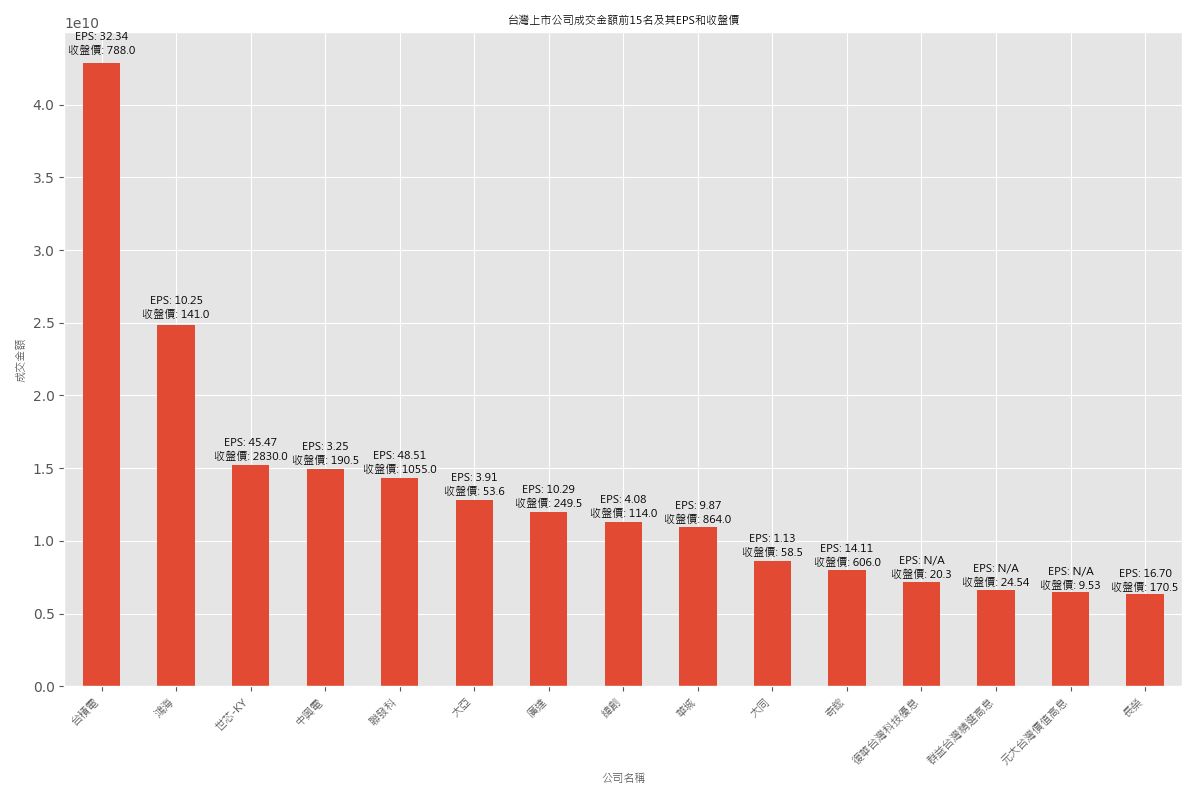 台灣上市公司成交金額前15名及其EPS和收盤價
1e10
EPS: 32.34
收盤價: 788.0
EPS: 10.25
收盤價: 141.0
EPS: 45.47
收盤價: 2830.0
EPS: 3.25
收盤價: 190.5
EPS: 48.51
收盤價: 1055.0
EPS: 3.91
收盤價: 53.6
EPS: 10.29
收盤價: 249.5
EPS: 4.08
收盤價: 114.0
EPS: 9.87
收盤價: 864.0
EPS: 1.13
收盤價: 58.5
EPS: 14.11
收盤價: 606.0
EPS: N/A
收盤價: 20.3
EPS: N/A
收盤價: 24.54
EPS: N/A
收盤價: 9.53
EPS: 16.70
收盤價: 170.5
4.0
3.5
3.0
2.5
2.0
1.5
1.0
0.5
0.0
成交金額
台積電
鴻海
世芯-KY
中興電
聯發科
大亞
廣達
緯創
華城
大同
奇鋐
復華台灣科技優息
群益台灣精選高息
元大台灣價值高息
長榮
公司名稱